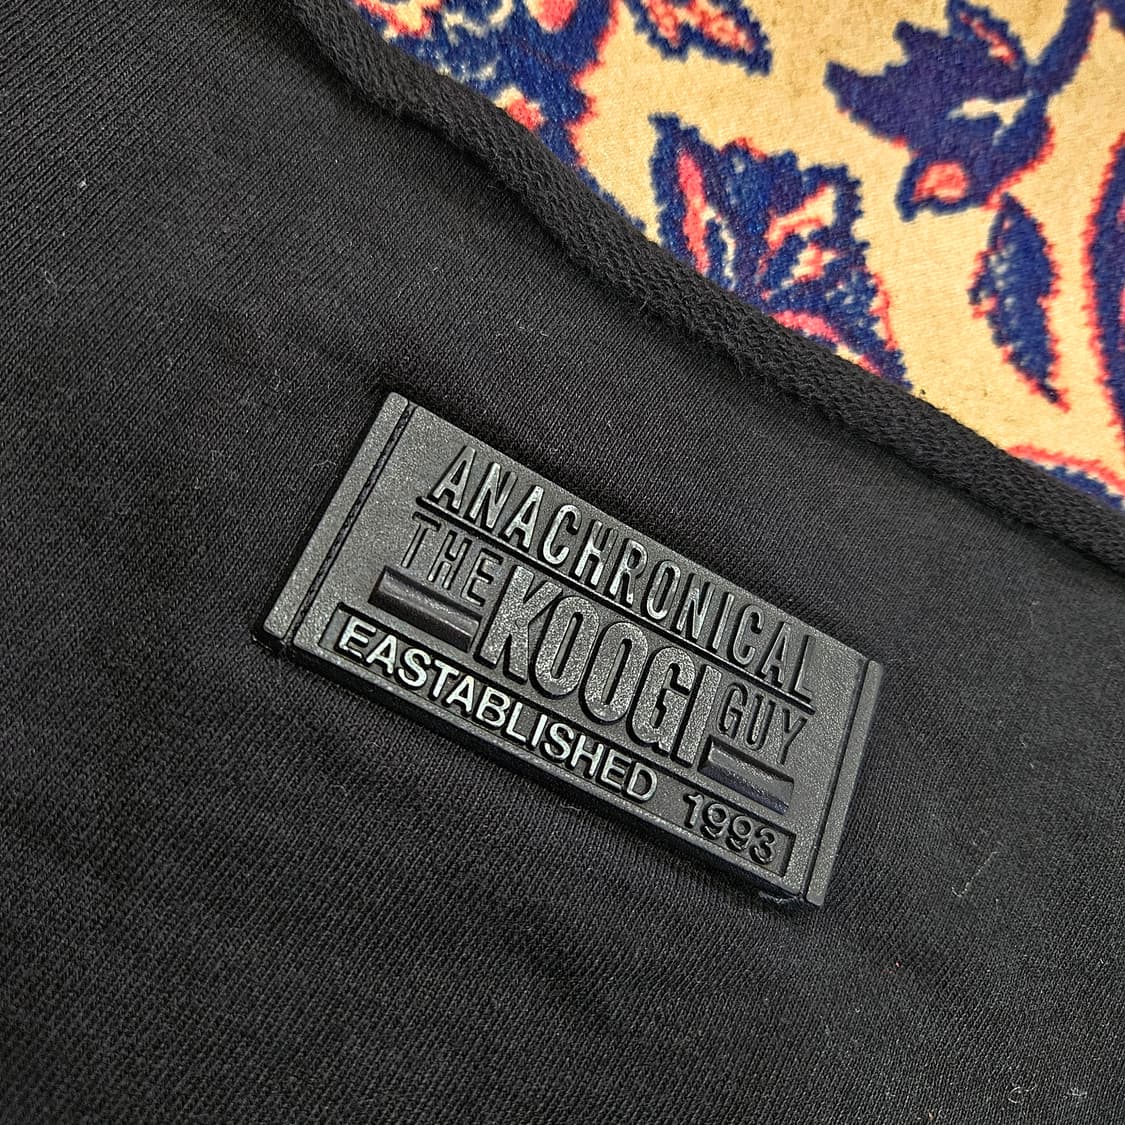 ANACHRONICAL
THE KOOGI GUY
EASTABLISHED 1993